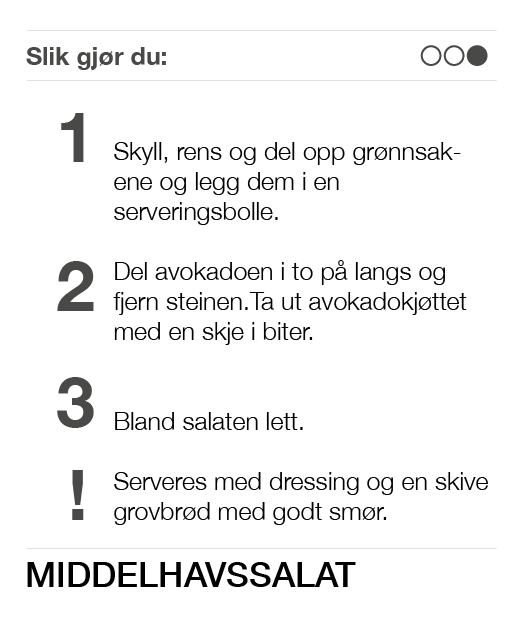 Slik gjør du:
1
Skyll, rens og del opp grønnsak-
ene og legg dem i en
serveringsbolle.
2
Del avokadoen i to på langs og
fjern steinen.Ta ut avokadokjøttet
med en skje i biter.
3
Bland salaten lett.
!
Serveres med dressing og en skive
grovbrød med godt smør.
MIDDELHAVSSALAT